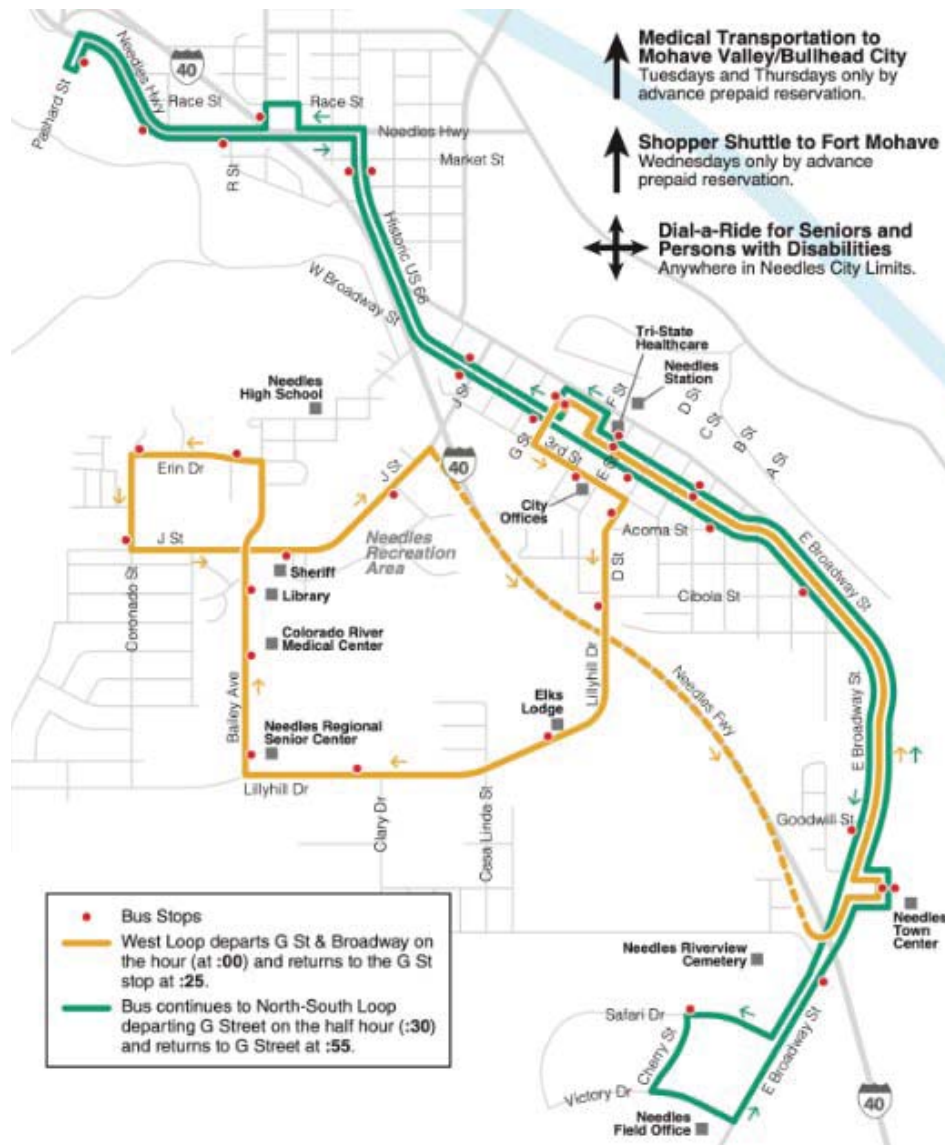 Medical Transportation to
Mohave Valley/Bullhead City
Tuesdays and Thursdays only by
advance prepaid reservation.
Shopper Shuttle to Fort Mohave
Wednesdays only by advance
prepaid reservation.
Dial-a-Ride for Seniors and
Persons with Disabilities
Anywhere in Needles City Limits.
40
Pashard St
Needles Hwy
Race St
Race St
Needles Hwy
Market St
R St
Historic US 66
W Broadway St
Tri-State
Healthcare
Needles
Station
Needles
High School
J St
F St
D St
C St
B St
A St
G St
3rd St
E St
40
Erin Dr
J St
City
Offices
Acoma St
E Broadway St
J St
Needles
Recreation
Area
Sheriff
Library
D St
Cibola St
Coronado St
Colorado River
Medical Center
Bailey Ave
Needles Regional
Senior Center
Elks
Lodge
Lillyhill Dr
Needles Fwy
E Broadway St
Lillyhill Dr
Clary Dr
Casa Linda St
Goodwill St
Needles
Town
Center
Bus Stops
West Loop departs G St & Broadway on
the hour (at :00) and returns to the G St
stop at :25.
Bus continues to North-South Loop
departing G Street on the half hour (:30)
and returns to G Street at :55.
Needles Riverview
Cemetery
Safari Dr
Cherry St
E Broadway St
Victory Dr
Needles
Field Office
40